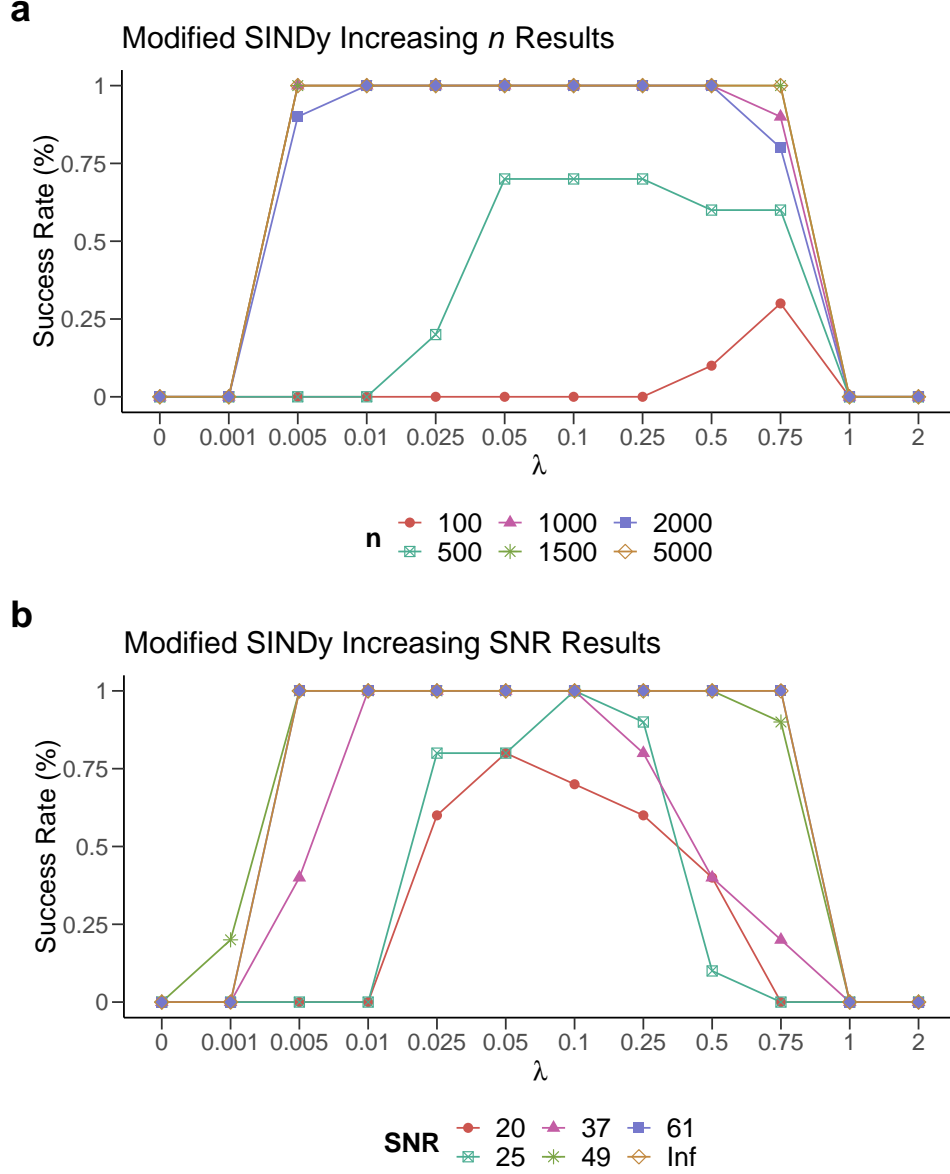 a
Modified SINDy Increasing n Results
Success Rate (%)
1
0.75
0.5
0.25
0
0 0.001 0.005 0.01 0.025 0.05 0.1 0.25 0.5 0.75 1 2
λ
n
100 1000 2000
500 1500 5000
b
Modified SINDy Increasing SNR Results
Success Rate (%)
1
0.75
0.5
0.25
0
0 0.001 0.005 0.01 0.025 0.05 0.1 0.25 0.5 0.75 1 2
λ
SNR
20 37 61
25 49 Inf